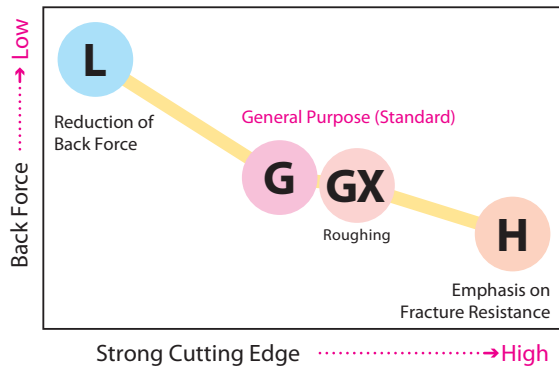 Back Force Low
L
Reduction of
Back Force
General Purpose (Standard)
G
GX
Roughing
H
Emphasis on
Fracture Resistance
Strong Cutting Edge High